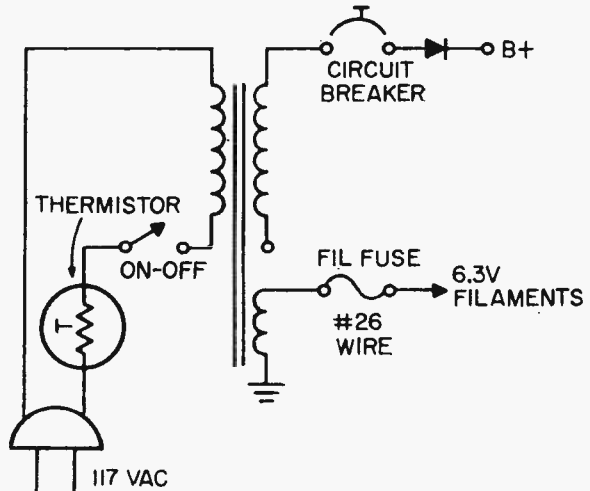 B+
CIRCUIT
BREAKER
THERMISTOR
ON-OFF
FIL FUSE
6.3V
FILAMENTS
#26
WIRE
T
117 VAC